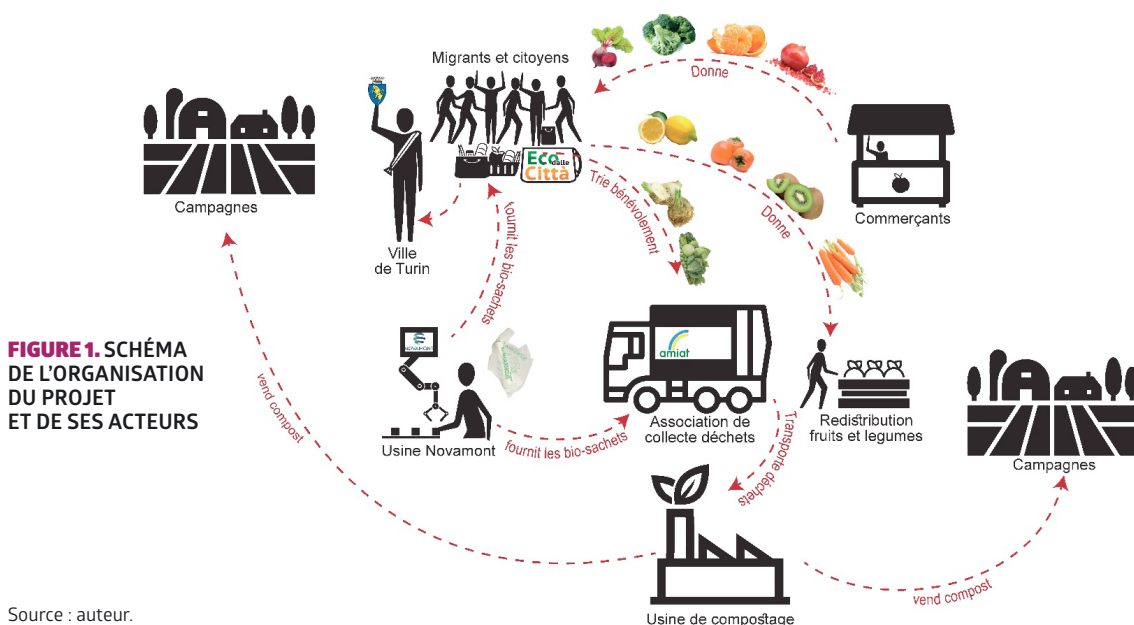 Migrants et citoyens
Donne
Eco
dalle
Città
Campagnes
Ville
de Turin
fournit les bio-sachets
Trie bénévolement
Donne
Commerçants
FIGURE 1. SCHÉMA
DE L'ORGANISATION
DU PROJET
ET DE SES ACTEURS
vend compost
NOVAMONT
Usine Novamont
fournit les bio-sachets
amiat
Association de
collecte déchets
Transporte déchets
Redistribution
fruits et legumes
Campagnes
vend compost
Usine de compostage
Source : auteur.